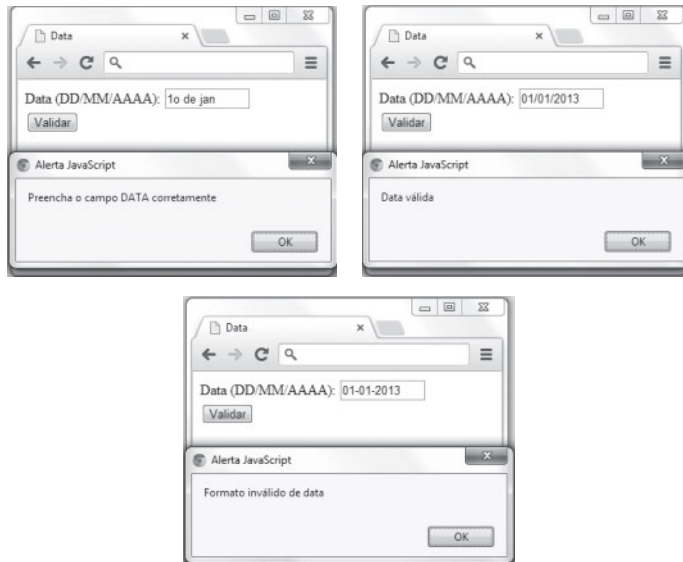 Data
Data (DD/MM/AAAA): 1o de jan
Validar
Alerta JavaScript
Preencha o campo DATA corretamente
OK
Data
Data (DD/MM/AAAA): 01/01/2013
Validar
Alerta JavaScript
Data válida
OK
Data
Data (DD/MM/AAAA): 01-01-2013
Validar
Alerta JavaScript
Formato inválido de data
OK